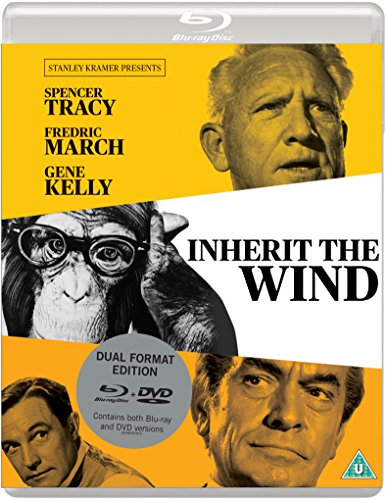 Blu-ray Disc
STANLEY KRAMER PRESENTS
SPENCER
TRACY
FREDRIC
MARCH
GENE
KELLY
INHERIT THE
WIND
DUAL FORMAT
EDITION
Blu-ray Disc + DVD
Contains both Blu-ray
and DVD versions
U